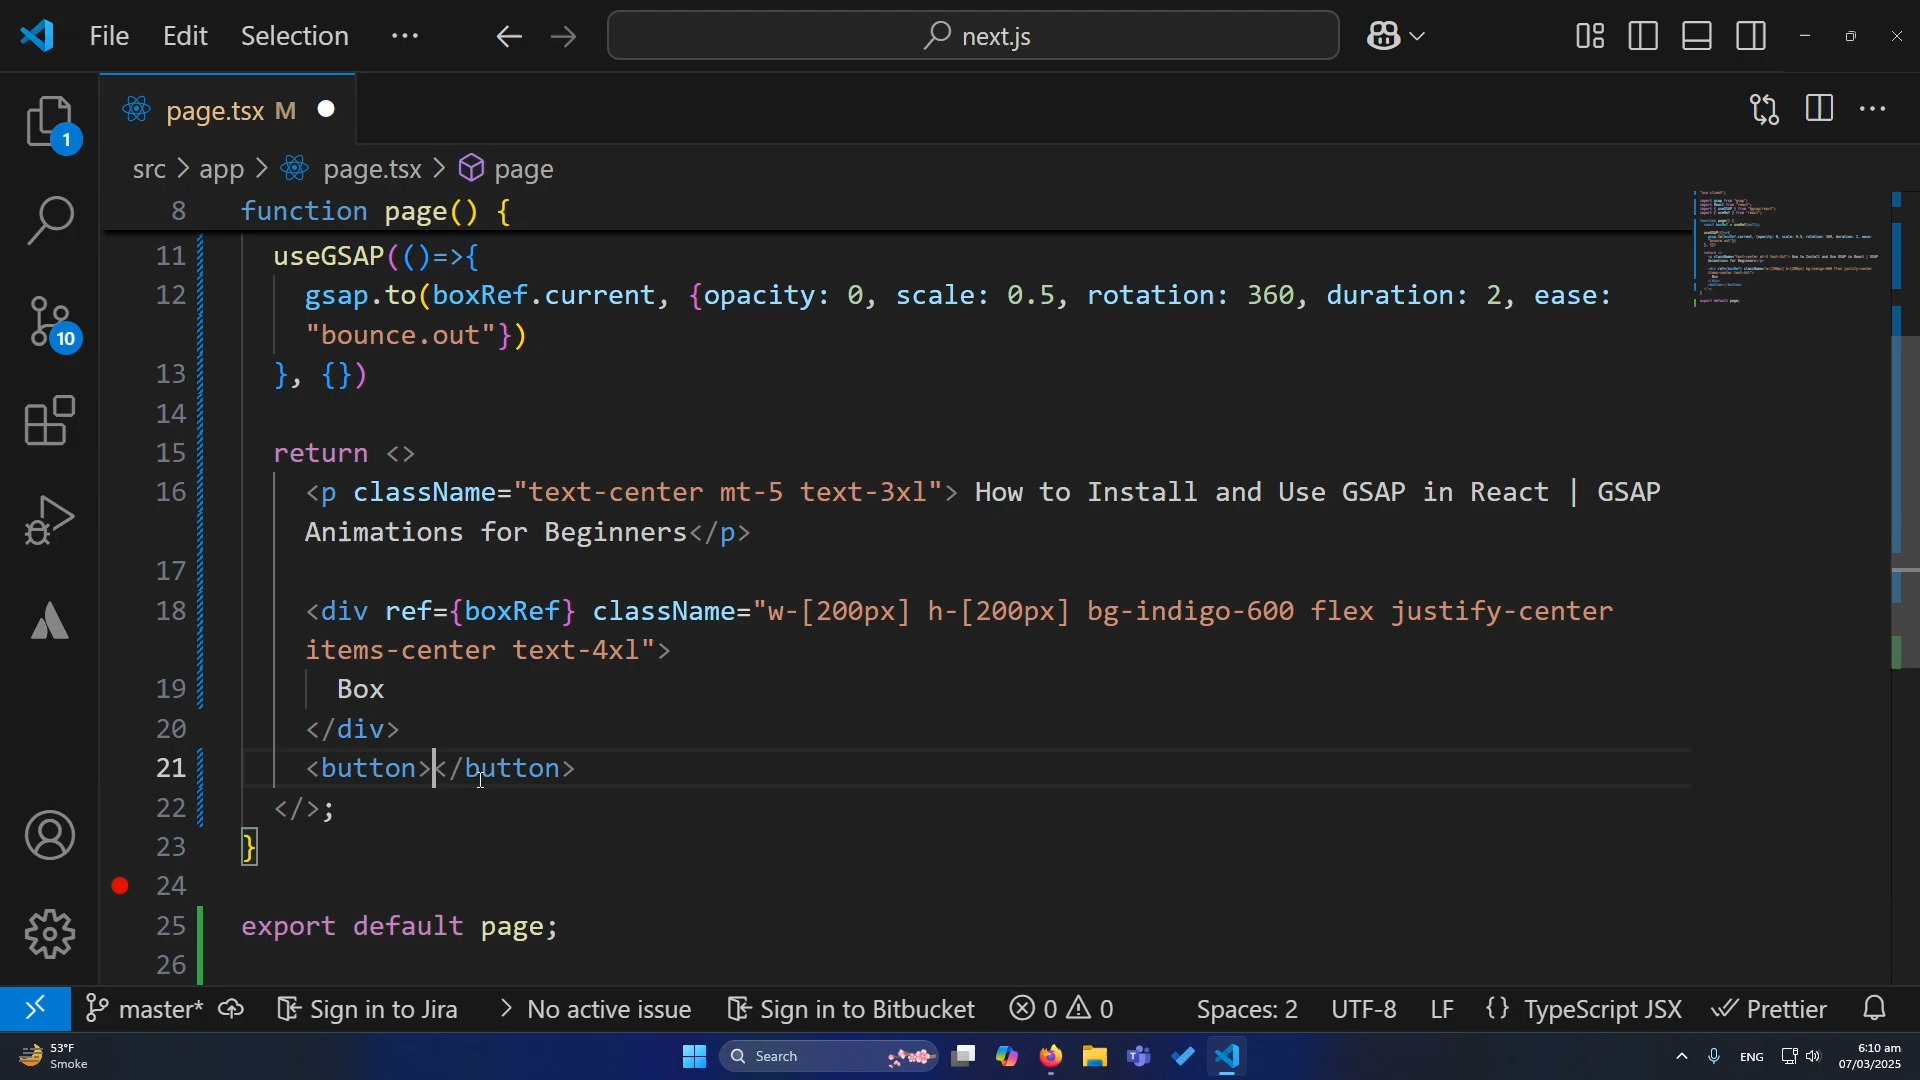 File Edit Selection ··· next.js
page.tsx M
src > app > page.tsx > page
8 function page() {
11 useGSAP(()=>{
12 gsap.to(boxRef.current, {opacity: 0, scale: 0.5, rotation: 360, duration: 2, ease:
"bounce.out"})
13 }, {})
14
15 return <>
16 <p className="text-center mt-5 text-3xl"> How to Install and Use GSAP in React | GSAP
Animations for Beginners</p>
17
18 <div ref={boxRef} className="w-[200px] h-[200px] bg-indigo-600 flex justify-center
items-center text-4xl">
19 Box
20 </div>
21 <button></button>
22 </>;
23 }
24
25 export default page;
26
1
10
master* Sign in to Jira > No active issue Sign in to Bitbucket 0 0 Spaces: 2 UTF-8 LF {} TypeScript JSX Prettier
53°F
Smoke
Search
ENG
6:10 am
07/03/2025